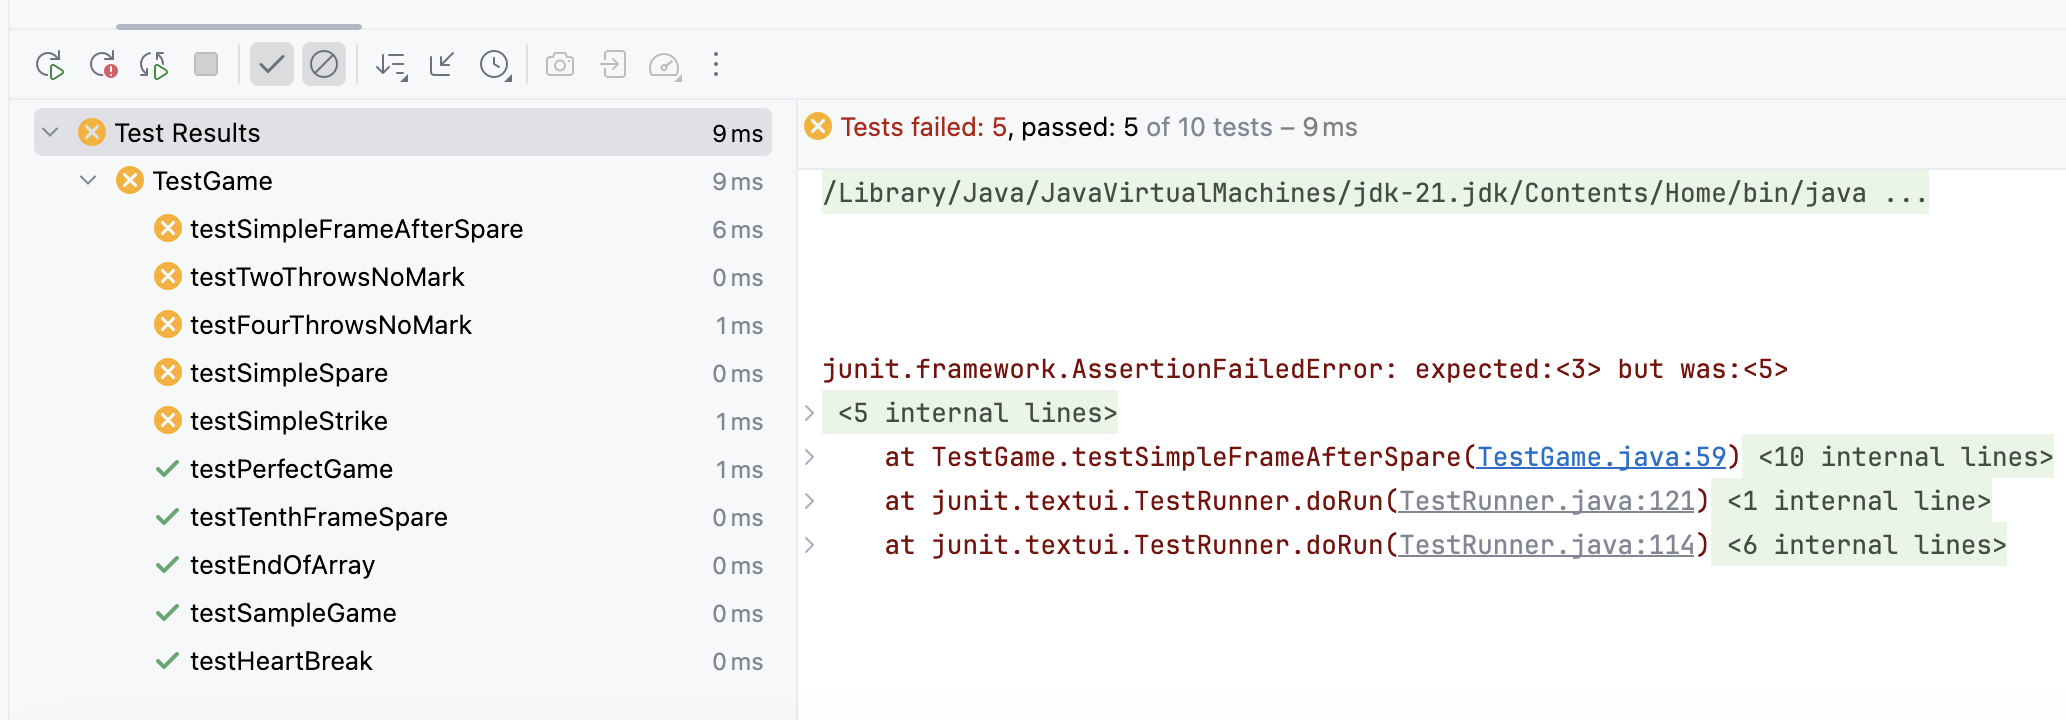 Test Results 9 ms
TestGame 9 ms
testSimpleFrameAfterSpare 6 ms
testTwoThrowsNoMark 0 ms
testFourThrowsNoMark 1 ms
testSimpleSpare 0 ms
testSimpleStrike 1 ms
testPerfectGame 1 ms
testTenthFrameSpare 0 ms
testEndOfArray 0 ms
testSampleGame 0 ms
testHeartBreak 0 ms
Tests failed: 5, passed: 5 of 10 tests – 9 ms
/Library/Java/JavaVirtualMachines/jdk-21.jdk/Contents/Home/bin/java ...
junit.framework.AssertionFailedError: expected:<3> but was:<5>
<5 internal lines>
at TestGame.testSimpleFrameAfterSpare(TestGame.java:59) <10 internal lines>
at junit.textui.TestRunner.doRun(TestRunner.java:121) <1 internal line>
at junit.textui.TestRunner.doRun(TestRunner.java:114) <6 internal lines>